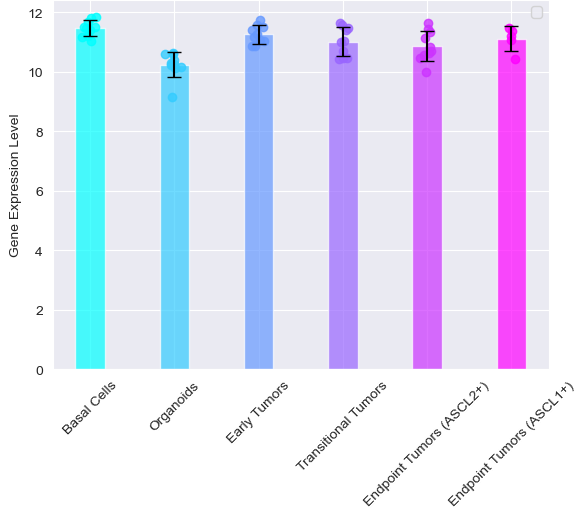 12
10
8
6
4
2
0
Gene Expression Level
Basal Cells
Organoids
Early Tumors
Transitional Tumors
Endpoint Tumors (ASCL2+)
Endpoint Tumors (ASCL1+)